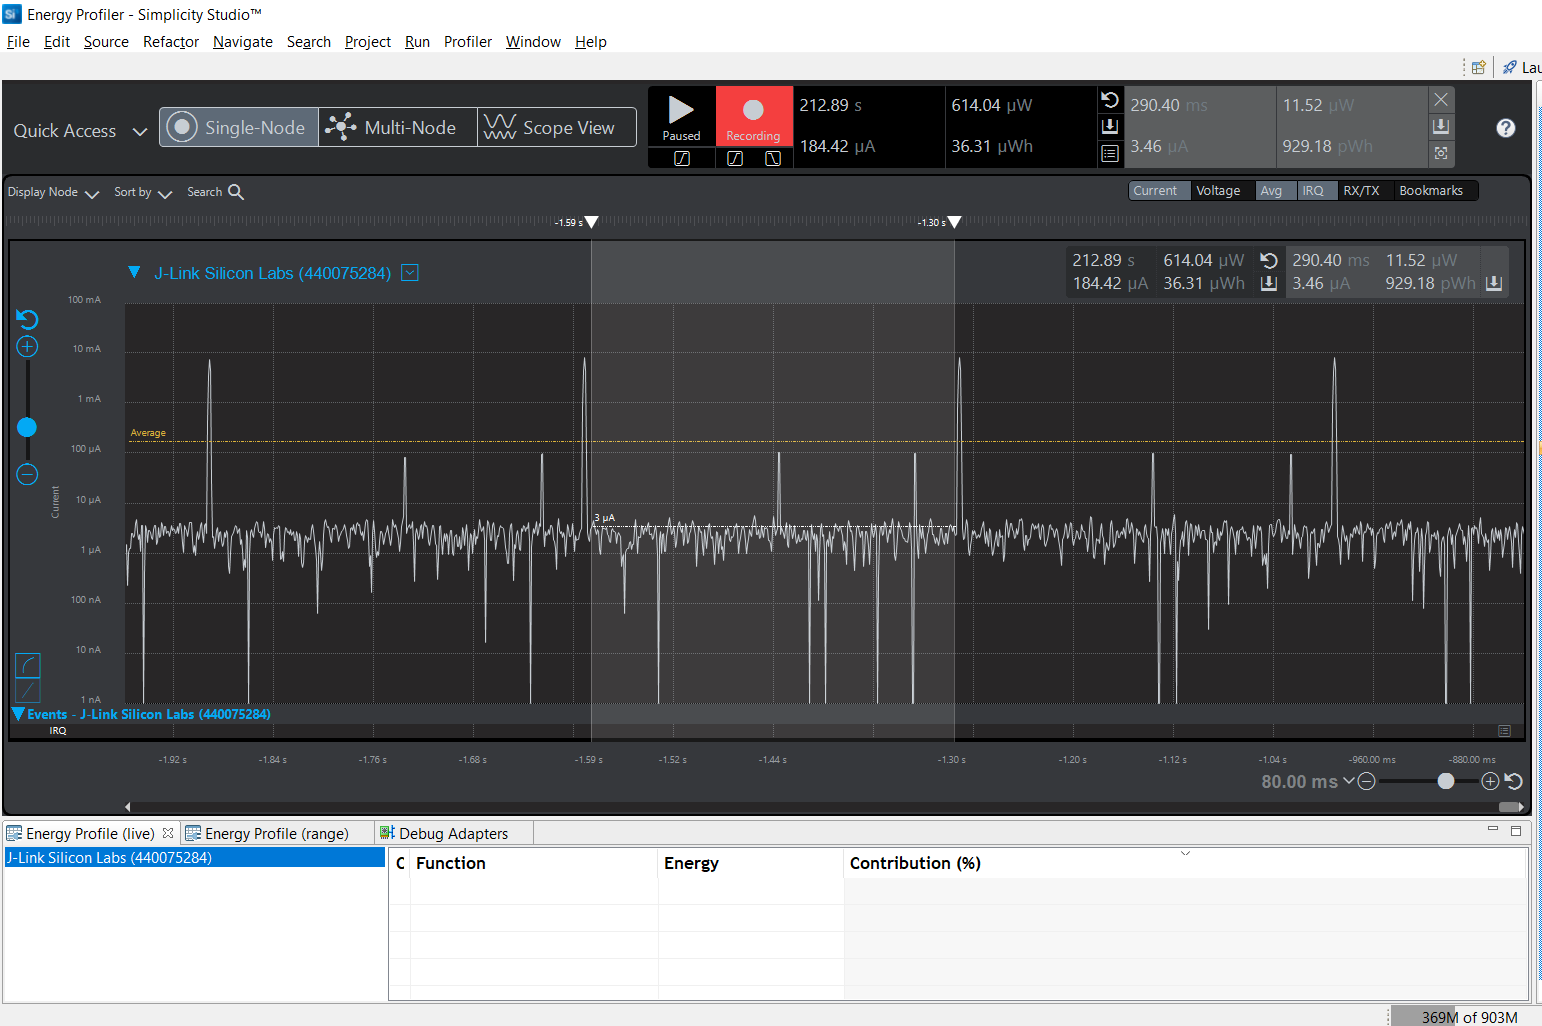 Energy Profiler - Simplicity Studio™
File Edit Source Refactor Navigate Search Project Run Profiler Window Help
Lau
Quick Access
Single-Node
Multi-Node
Scope View
Paused
Recording
212.89 s
614.04 µW
184.42 µA
36.31 µWh
290.40 ms
11.52 µW
3.46 µA
929.18 pWh
Display Node
Sort by
Search
Current Voltage Avg IRQ RX/TX Bookmarks
-1.59 s
-1.30 s
J-Link Silicon Labs (440075284)
212.89 s 614.04 µW
184.42 µA 36.31 µWh
290.40 ms 11.52 µW
3.46 µA 929.18 pWh
100 mA
10 mA
1 mA
Average
100 µA
10 µA
Current
3 µA
1 µA
100 nA
10 nA
1 nA
Events - J-Link Silicon Labs (440075284)
IRQ
-1.92 s -1.84 s -1.76 s -1.68 s -1.59 s -1.52 s -1.44 s -1.30 s -1.20 s -1.12 s -1.04 s -960.00 ms -880.00 ms
80.00 ms
Energy Profile (live)
Energy Profile (range)
Debug Adapters
J-Link Silicon Labs (440075284)
C Function Energy Contribution (%)
369M of 903M